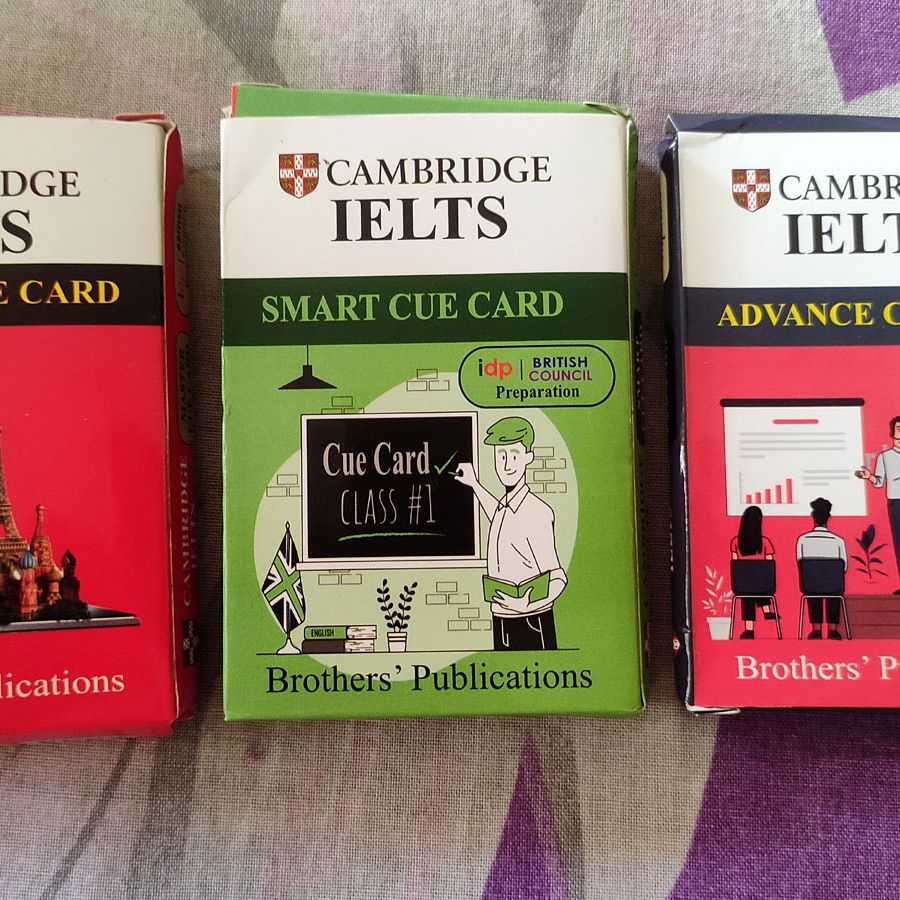 DGE
S
E CARD
lications
CAMBRIDGE
CAMBRIDGE
IELTS
SMART CUE CARD
idp | BRITISH COUNCIL
Preparation
Cue Card
CLASS #1
ENGLISH
Brothers' Publications
CAMBR
IELT
ADVANCE C
Brothers' P